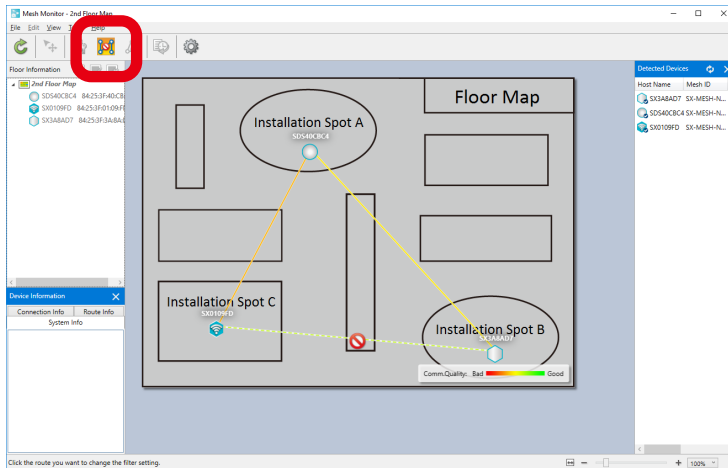 Mesh Monitor - 2nd Floor Map
File Edit View Help
Floor Information
2nd Floor Map
SDS40CBC4 84:25:3F:40:CB
SX0109FD 84:25:3F:01:09:FD
SX3A8AD7 84:25:3F:3A:8A:
Device Information
Connection Info Route Info
System Info
Floor Map
Installation Spot A
SDS40CBC4
Installation Spot C
SX0109FD
Installation Spot B
SX3A8AD7
Comm.Quality: Bad Good
Detected Devices
Host Name Mesh ID
SX3A8AD7 SX-MESH-N...
SDS40CBC4 SX-MESH-N...
SX0109FD SX-MESH-N...
Click the route you want to change the filter setting.
100%